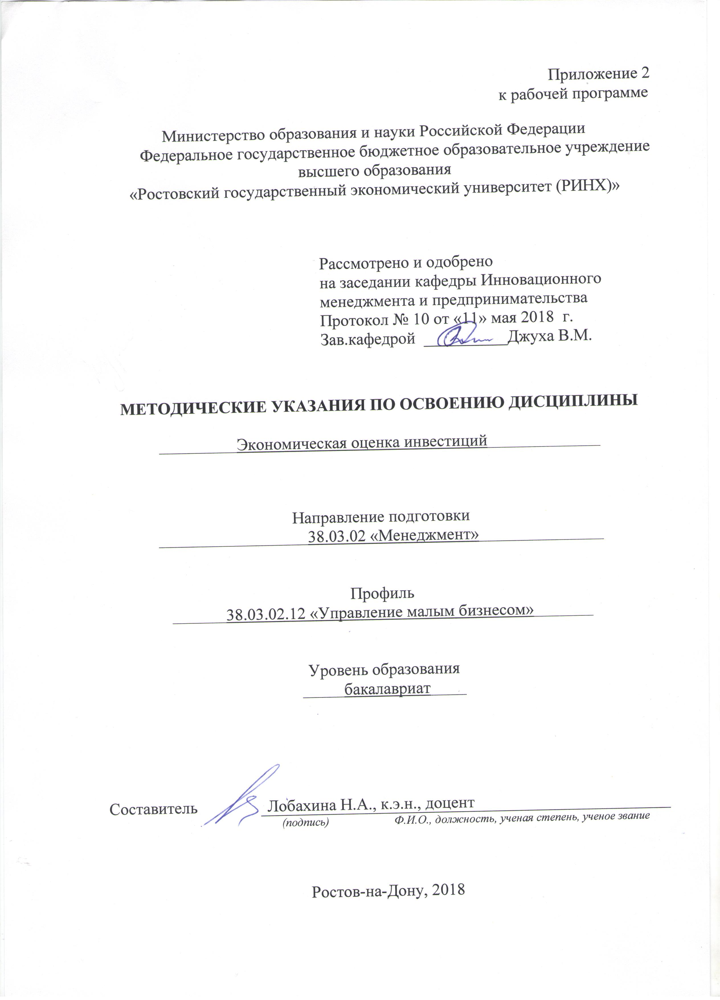 Приложение 2
к рабочей программе
Министерство образования и науки Российской Федерации
Федеральное государственное бюджетное образовательное учреждение
высшего образования
«Ростовский государственный экономический университет (РИНХ)»
Рассмотрено и одобрено
на заседании кафедры Инновационного
менеджмента и предпринимательства
Протокол № 10 от «11» мая 2018 г.
Зав.кафедрой Джуха В.М.
МЕТОДИЧЕСКИЕ УКАЗАНИЯ ПО ОСВОЕНИЮ ДИСЦИПЛИНЫ
Экономическая оценка инвестиций
Направление подготовки
38.03.02 «Менеджмент»
Профиль
38.03.02.12 «Управление малым бизнесом»
Уровень образования
бакалавриат
Составитель Лобахина Н.А., к.э.н., доцент
(подпись) Ф.И.О., должность, ученая степень, ученое звание
Ростов-на-Дону, 2018